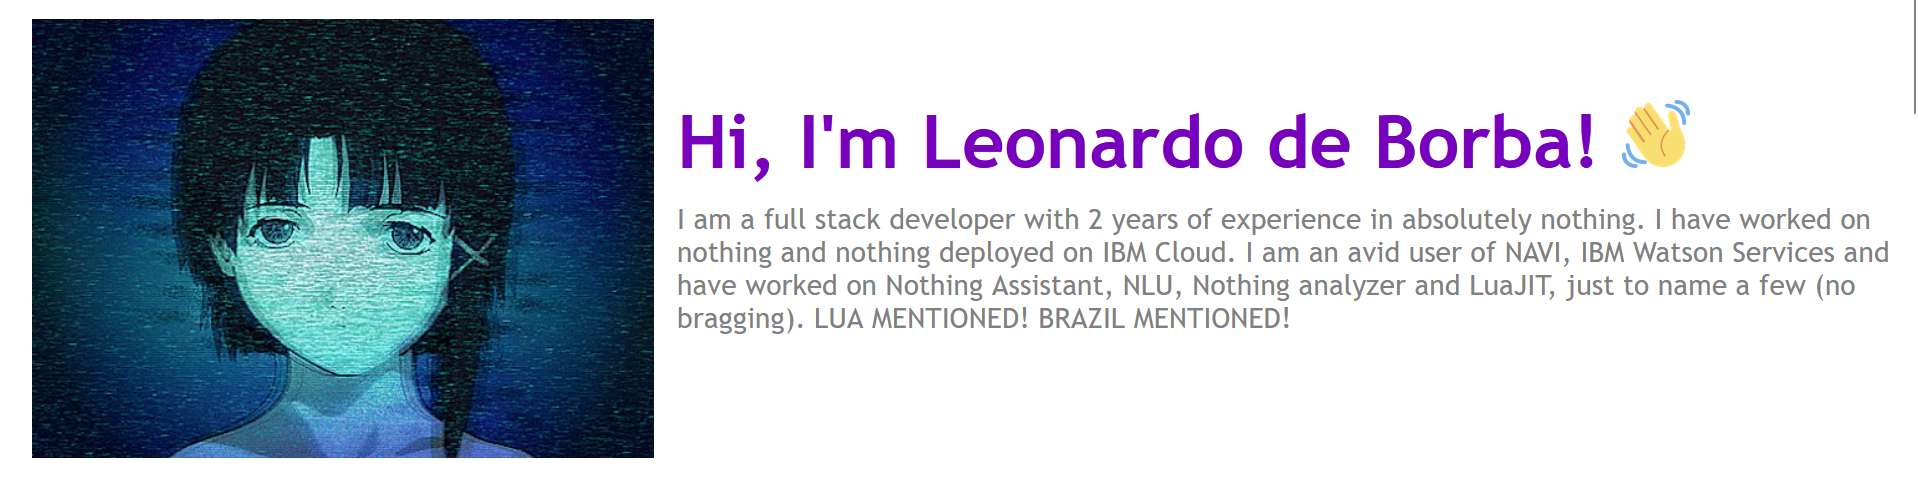 Hi, I'm Leonardo de Borba! 👋
I am a full stack developer with 2 years of experience in absolutely nothing. I have worked on
nothing and nothing deployed on IBM Cloud. I am an avid user of NAVI, IBM Watson Services and
have worked on Nothing Assistant, NLU, Nothing analyzer and LuaJIT, just to name a few (no
bragging). LUA MENTIONED! BRAZIL MENTIONED!